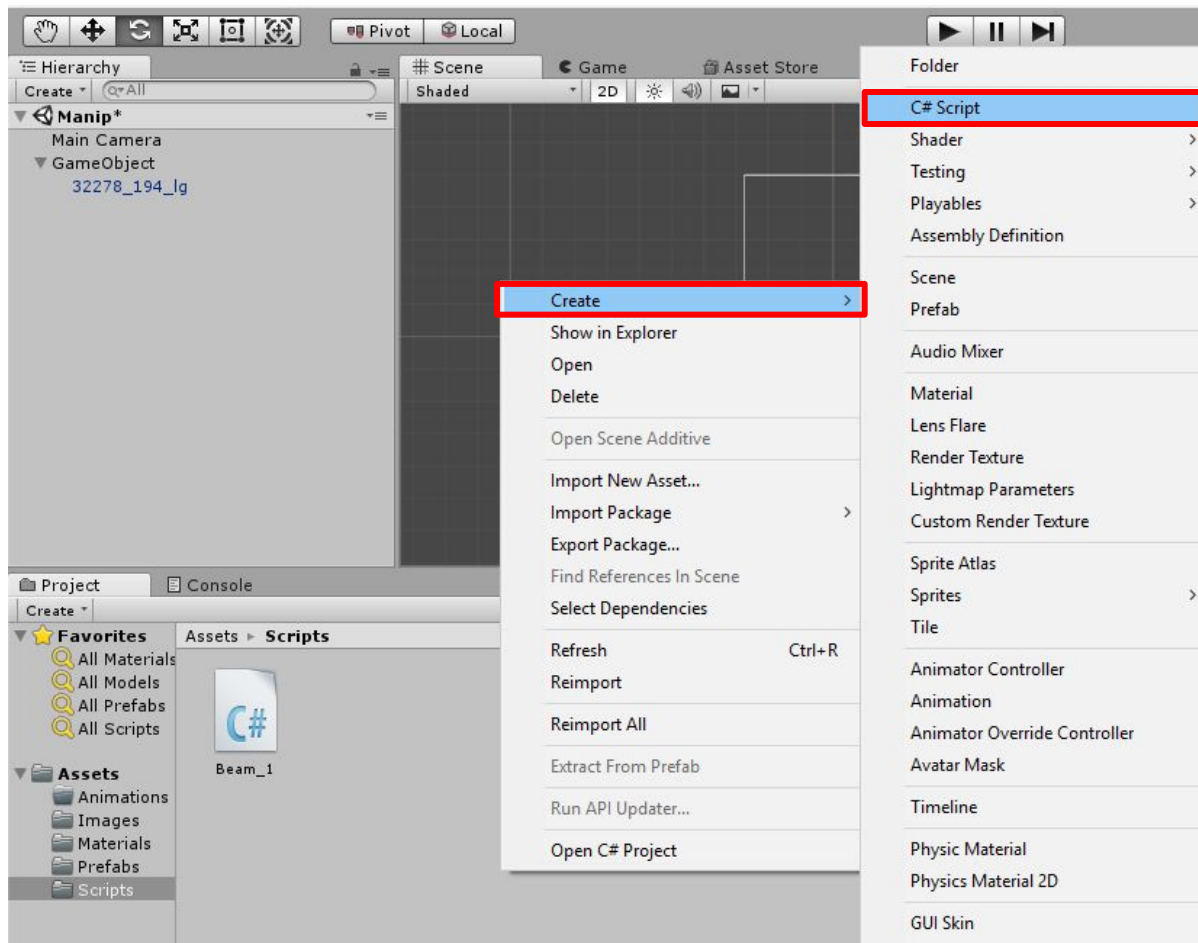 Pivot
Local
Hierarchy
Create
All
Manip*
Main Camera
GameObject
32278_194_lg
# Scene
Game
Asset Store
Shaded
2D
Create
Show in Explorer
Open
Delete
Open Scene Additive
Import New Asset...
Import Package
Export Package...
Find References In Scene
Select Dependencies
Refresh Ctrl+R
Reimport
Reimport All
Extract From Prefab
Run API Updater...
Open C# Project
Folder
C# Script
Shader
Testing
Playables
Assembly Definition
Scene
Prefab
Audio Mixer
Material
Lens Flare
Render Texture
Lightmap Parameters
Custom Render Texture
Sprite Atlas
Sprites
Tile
Animator Controller
Animation
Animator Override Controller
Avatar Mask
Timeline
Physic Material
Physics Material 2D
GUI Skin
Project
Console
Create
Favorites
All Materials
All Models
All Prefabs
All Scripts
Assets
Animations
Images
Materials
Prefabs
Scripts
Assets ▸ Scripts
C#
Beam_1